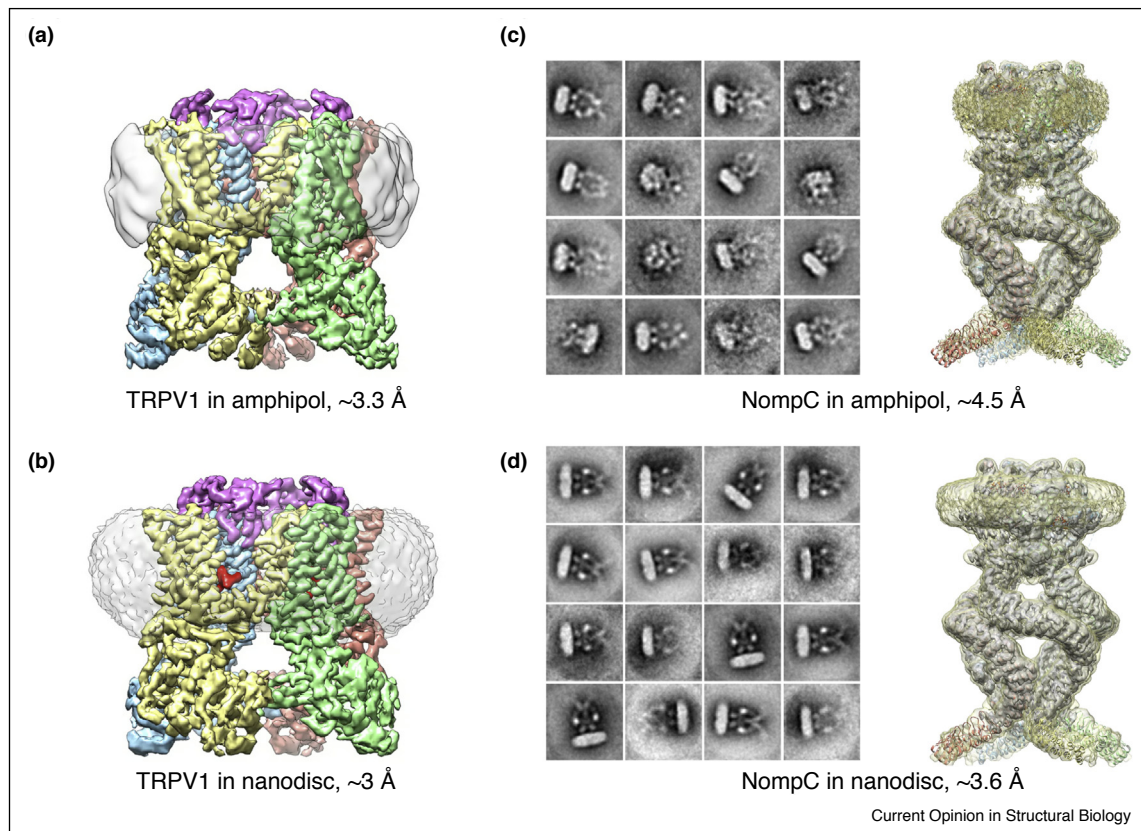 (a)
TRPV1 in amphipol, ~3.3 Å
(b)
TRPV1 in nanodisc, ~3 Å
(c)
NompC in amphipol, ~4.5 Å
(d)
NompC in nanodisc, ~3.6 Å
Current Opinion in Structural Biology